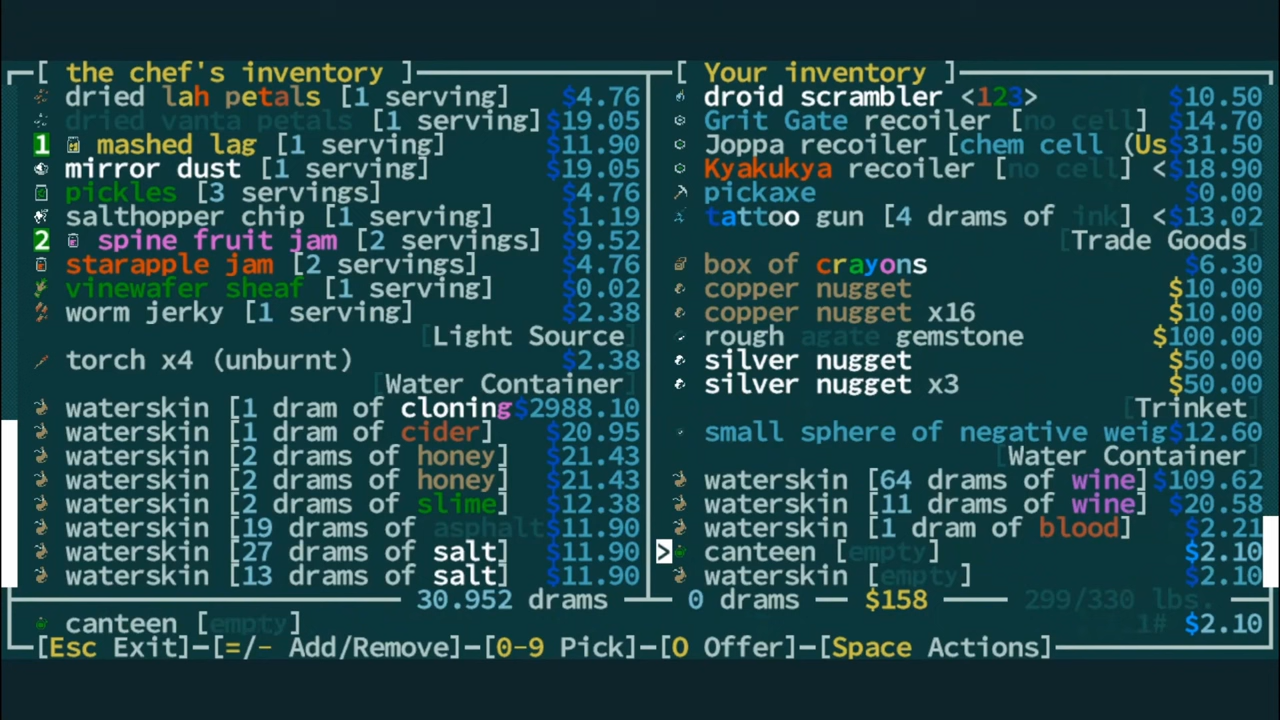 [ the chef's inventory ]
dried lah petals [1 serving] $4.76
dried vanta petals [1 serving] $19.05
1 mashed lag [1 serving] $11.90
mirror dust [1 serving] $19.05
pickles [3 servings] $4.76
salthopper chip [1 serving] $1.19
2 spine fruit jam [2 servings] $9.52
starapple jam [2 servings] $4.76
vinewafer sheaf [1 serving] $0.02
worm jerky [1 serving] $2.38
[Light Source]
torch x4 (unburnt) $2.38
[Water Container]
waterskin [1 dram of cloning $2988.10
waterskin [1 dram of cider] $20.95
waterskin [2 drams of honey] $21.43
waterskin [2 drams of honey] $21.43
waterskin [2 drams of slime] $12.38
waterskin [19 drams of asphalt $11.90
waterskin [27 drams of salt] $11.90
waterskin [13 drams of salt] $11.90
30.952 drams
[ Your inventory ]
droid scrambler <123> $10.50
Grit Gate recoiler [no cell] $14.70
Joppa recoiler [chem cell (Us $31.50
Kyakukya recoiler [no cell] < $18.90
pickaxe $0.00
tattoo gun [4 drams of ink] < $13.02
[Trade Goods]
box of crayons $6.30
copper nugget $10.00
copper nugget x16 $10.00
rough agate gemstone $100.00
silver nugget $50.00
silver nugget x3 $50.00
[Trinket]
small sphere of negative weig $12.60
[Water Container]
waterskin [64 drams of wine] $109.62
waterskin [11 drams of wine] $20.58
waterskin [1 dram of blood] $2.21
> canteen [empty] $2.10
waterskin [empty] $2.10
0 drams — $158 299/330 lbs.
canteen [empty] 1# $2.10
[Esc Exit]-[=/- Add/Remove]-[0-9 Pick]-[O Offer]-[Space Actions]